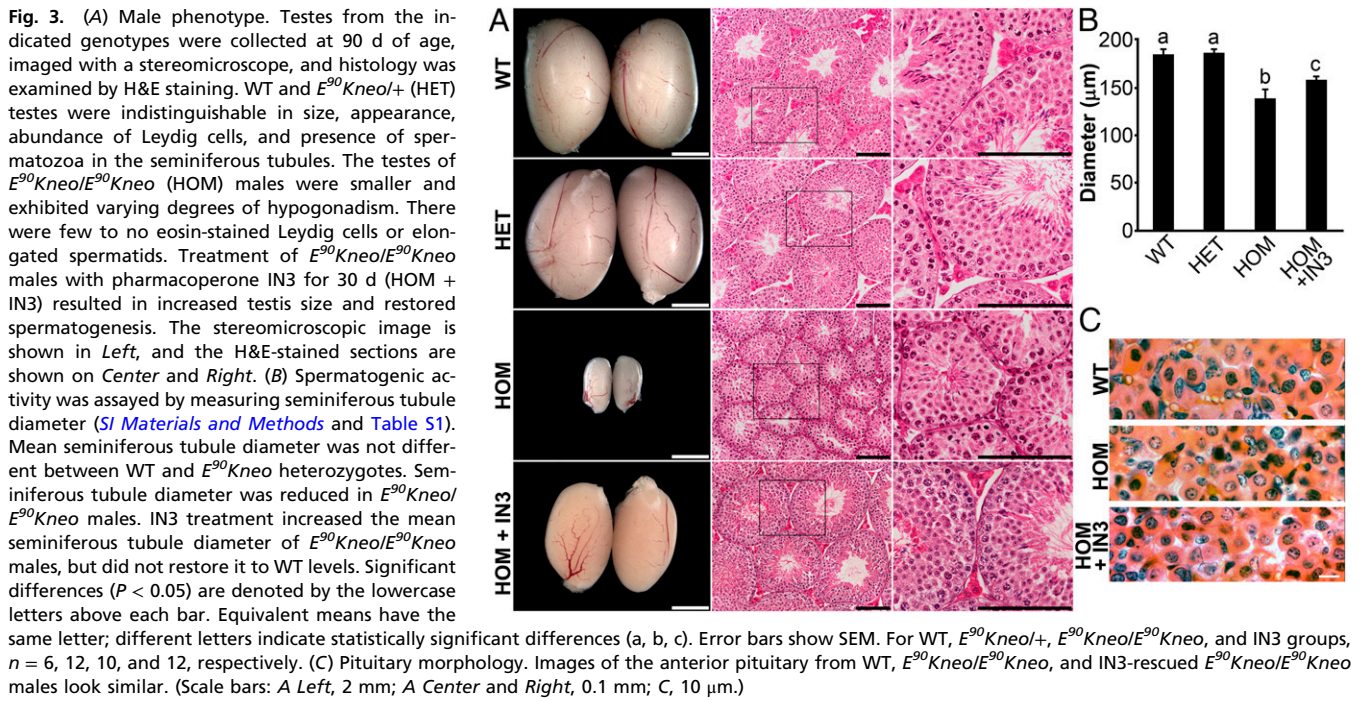 Fig. 3. (A) Male phenotype. Testes from the in-
dicated genotypes were collected at 90 d of age,
imaged with a stereomicroscope, and histology was
examined by H&E staining. WT and E⁹⁰Kneo/+ (HET)
testes were indistinguishable in size, appearance,
abundance of Leydig cells, and presence of sper-
matozoa in the seminiferous tubules. The testes of
E⁹⁰Kneo/E⁹⁰Kneo (HOM) males were smaller and
exhibited varying degrees of hypogonadism. There
were few to no eosin-stained Leydig cells or elon-
gated spermatids. Treatment of E⁹⁰Kneo/E⁹⁰Kneo
males with pharmacoperone IN3 for 30 d (HOM +
IN3) resulted in increased testis size and restored
spermatogenesis. The stereomicroscopic image is
shown in Left, and the H&E-stained sections are
shown on Center and Right. (B) Spermatogenic ac-
tivity was assayed by measuring seminiferous tubule
diameter (SI Materials and Methods and Table S1).
Mean seminiferous tubule diameter was not differ-
ent between WT and E⁹⁰Kneo heterozygotes. Sem-
iniferous tubule diameter was reduced in E⁹⁰Kneo/
E⁹⁰Kneo males. IN3 treatment increased the mean
seminiferous tubule diameter of E⁹⁰Kneo/E⁹⁰Kneo
males, but did not restore it to WT levels. Significant
differences (P < 0.05) are denoted by the lowercase
letters above each bar. Equivalent means have the
same letter; different letters indicate statistically significant differences (a, b, c). Error bars show SEM. For WT, E⁹⁰Kneo/+, E⁹⁰Kneo/E⁹⁰Kneo, and IN3 groups,
n = 6, 12, 10, and 12, respectively. (C) Pituitary morphology. Images of the anterior pituitary from WT, E⁹⁰Kneo/E⁹⁰Kneo, and IN3-rescued E⁹⁰Kneo/E⁹⁰Kneo
males look similar. (Scale bars: A Left, 2 mm; A Center and Right, 0.1 mm; C, 10 μm.)
A
WT
HET
HOM
HOM + IN3
B
Diameter (μm)
200
150
100
50
0
a
a
b
c
WT
HET
HOM
HOM
+IN3
C
WT
HOM
HOM
+ IN3